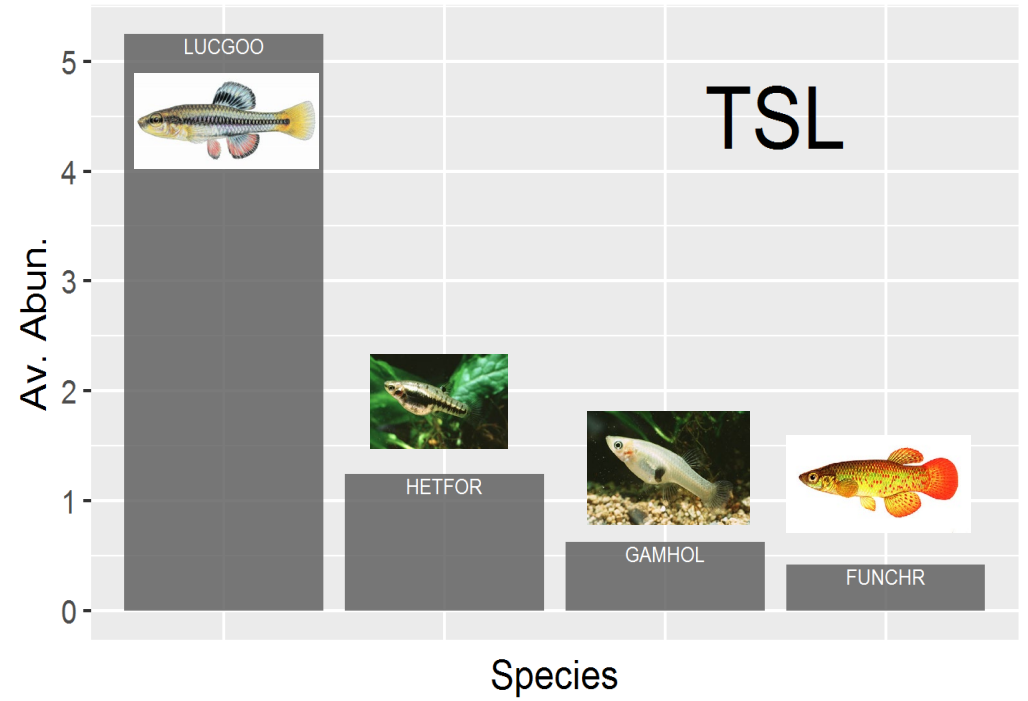 LUCGOO
TSL
5
4
3
2
1
0
Av. Abun.
HETFOR
GAMHOL
FUNCHR
Species